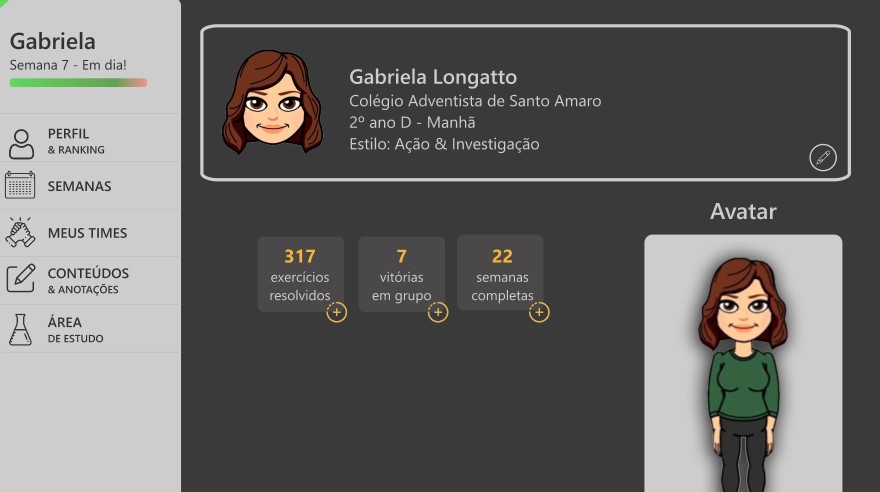 Gabriela
Semana 7 - Em dia!
PERFIL
& RANKING
SEMANAS
MEUS TIMES
CONTEÚDOS
& ANOTAÇÕES
ÁREA
DE ESTUDO
Gabriela Longatto
Colégio Adventista de Santo Amaro
2º ano D - Manhã
Estilo: Ação & Investigação
317
exercícios
resolvidos
7
vitórias
em grupo
22
semanas
completas
Avatar